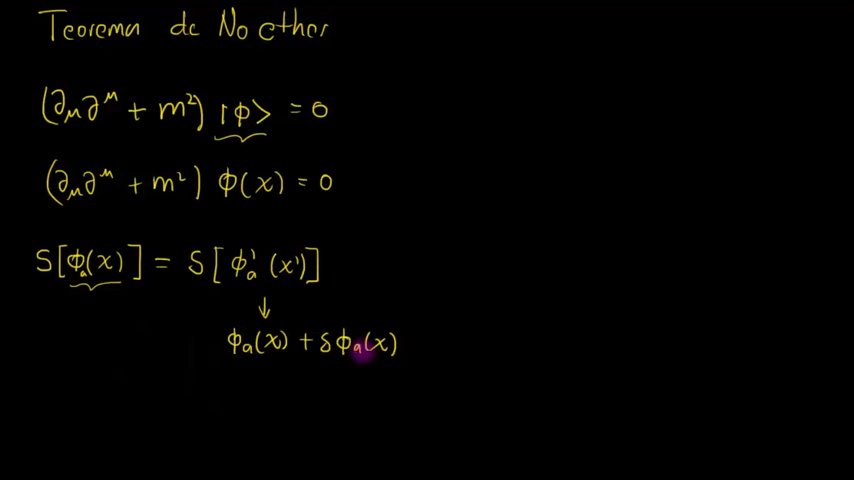 Teorema de Noether
(∂μ∂^μ + m²) |ϕ⟩ = 0
(∂μ∂^μ + m²) ϕ(x) = 0
S[ϕₐ(x)] = S[ϕ'ₐ(x')]
↓
ϕₐ(x) + δϕₐ(x)